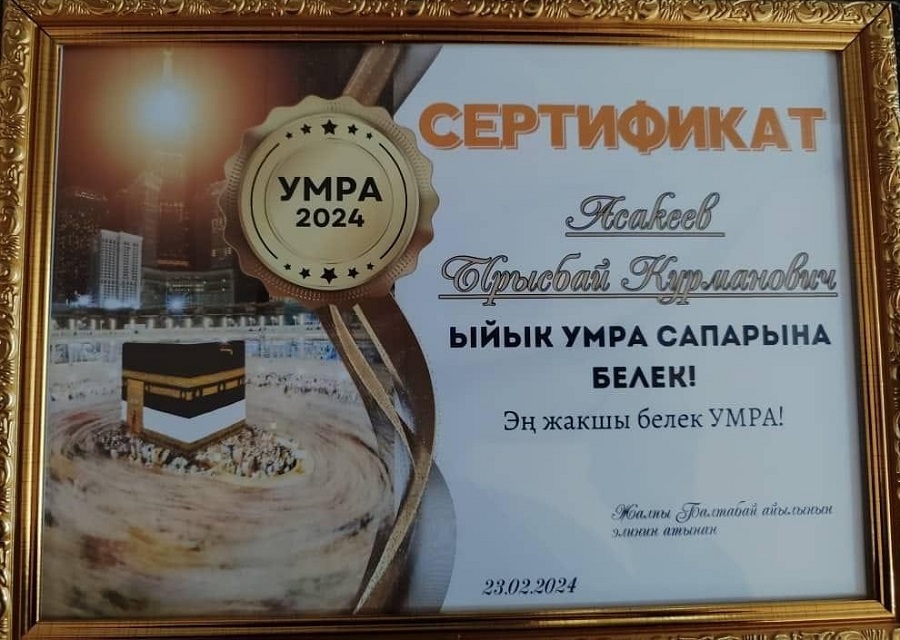 УМРА
2024
СЕРТИФИКАТ
Асакеев
Ырысбай Курманович
ЫЙЫК УМРА САПАРЫНА
БЕЛЕК!
Эң жакшы белек УМРА!
Жалпы Балтабай айылынын
элинин атынан
23.02.2024